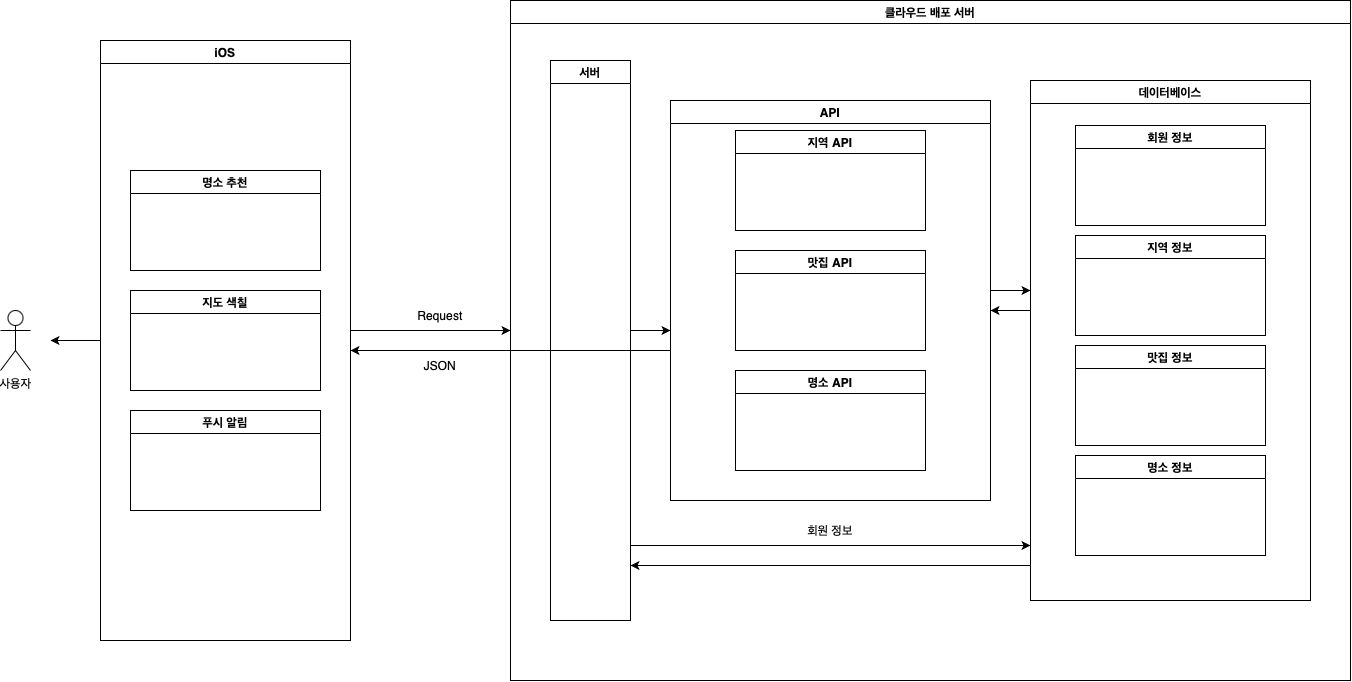 클라우드 배포 서버
iOS
서버
데이터베이스
API
회원 정보
지역 API
명소 추천
지역 정보
맛집 API
지도 색칠
Request
맛집 정보
JSON
사용자
명소 API
푸시 알림
명소 정보
회원 정보